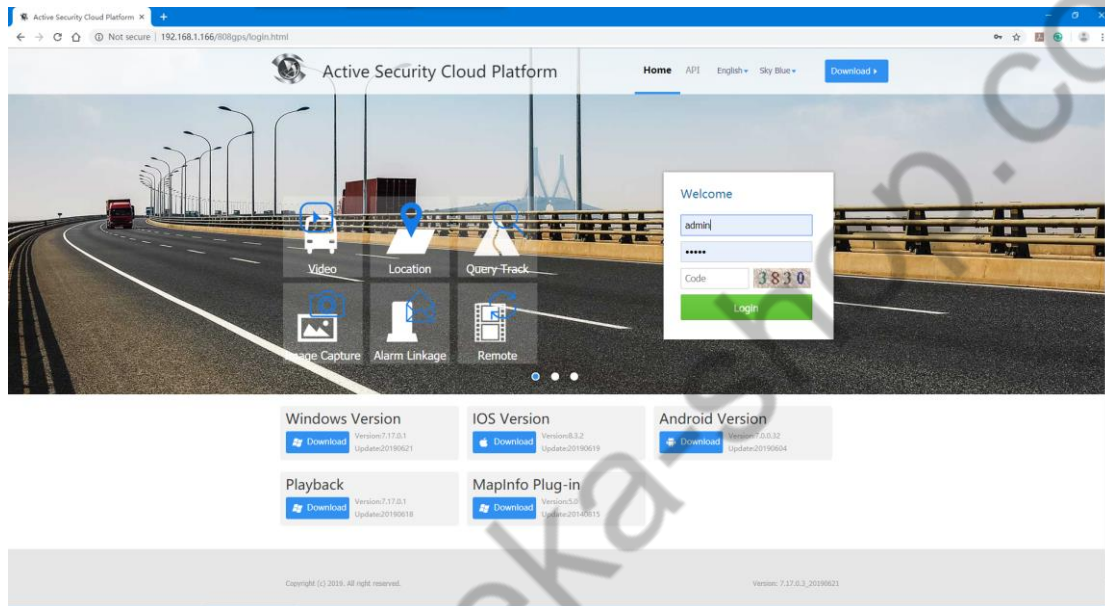 Active Security Cloud Platform
Not secure | 192.168.1.166/808gps/login.html
Active Security Cloud Platform
Home API English Sky Blue Download
Welcome
admin
•••••
Code 3830
Login
Video Location Query Track
Image Capture Alarm Linkage Remote
Windows Version IOS Version Android Version
Download Version:7.17.0.1 Download Version:8.3.2 Download Version:7.0.0.32
Update:20190621 Update:20190619 Update:20190604
Playback MapInfo Plug-in
Download Version:7.17.0.1 Download Version:5.0
Update:20190618 Update:20140615
Copyright (c) 2019. All right reserved. Version: 7.17.0.3_20190621
eka-shop.co